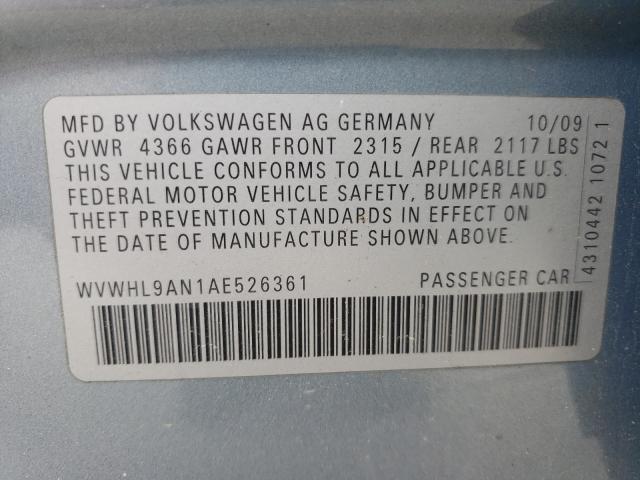 MFD BY VOLKSWAGEN AG GERMANY 10/09
GVWR 4366 GAWR FRONT 2315 / REAR 2117 LBS
THIS VEHICLE CONFORMS TO ALL APPLICABLE U.S.
FEDERAL MOTOR VEHICLE SAFETY, BUMPER AND
THEFT PREVENTION STANDARDS IN EFFECT ON
THE DATE OF MANUFACTURE SHOWN ABOVE.
WVWHL9AN1AE526361 PASSENGER CAR
4310442 1072 1